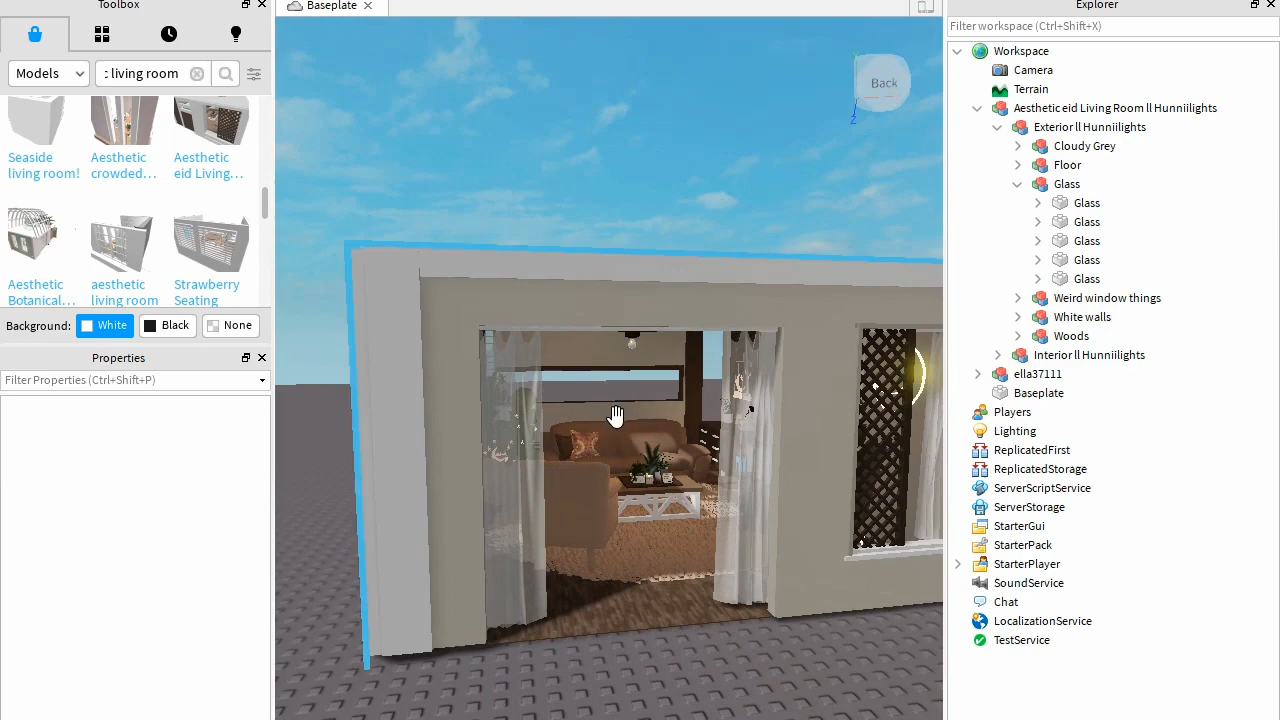 Toolbox
Models
: living room
Seaside
living room!
Aesthetic
crowded...
Aesthetic
eid Living...
Aesthetic
Botanical...
aesthetic
living room
Strawberry
Seating
Background:
White
Black
None
Properties
Filter Properties (Ctrl+Shift+P)
Baseplate
Back
Z
Explorer
Filter workspace (Ctrl+Shift+X)
Workspace
Camera
Terrain
Aesthetic eid Living Room ll Hunniilights
Exterior ll Hunniilights
Cloudy Grey
Floor
Glass
Glass
Glass
Glass
Glass
Glass
Weird window things
White walls
Woods
Interior ll Hunniilights
ella37111
Baseplate
Players
Lighting
ReplicatedFirst
ReplicatedStorage
ServerScriptService
ServerStorage
StarterGui
StarterPack
StarterPlayer
SoundService
Chat
LocalizationService
TestService